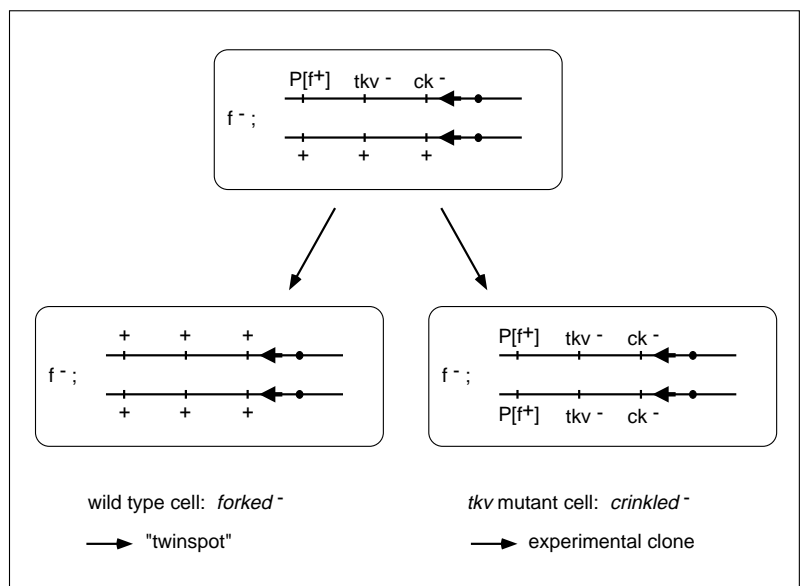 P[f+] tkv - ck -
f - ;
+ + +
+ + +
f - ;
+ + +
P[f+] tkv - ck -
f - ;
P[f+] tkv - ck -
wild type cell: forked -
"twinspot"
tkv mutant cell: crinkled -
experimental clone